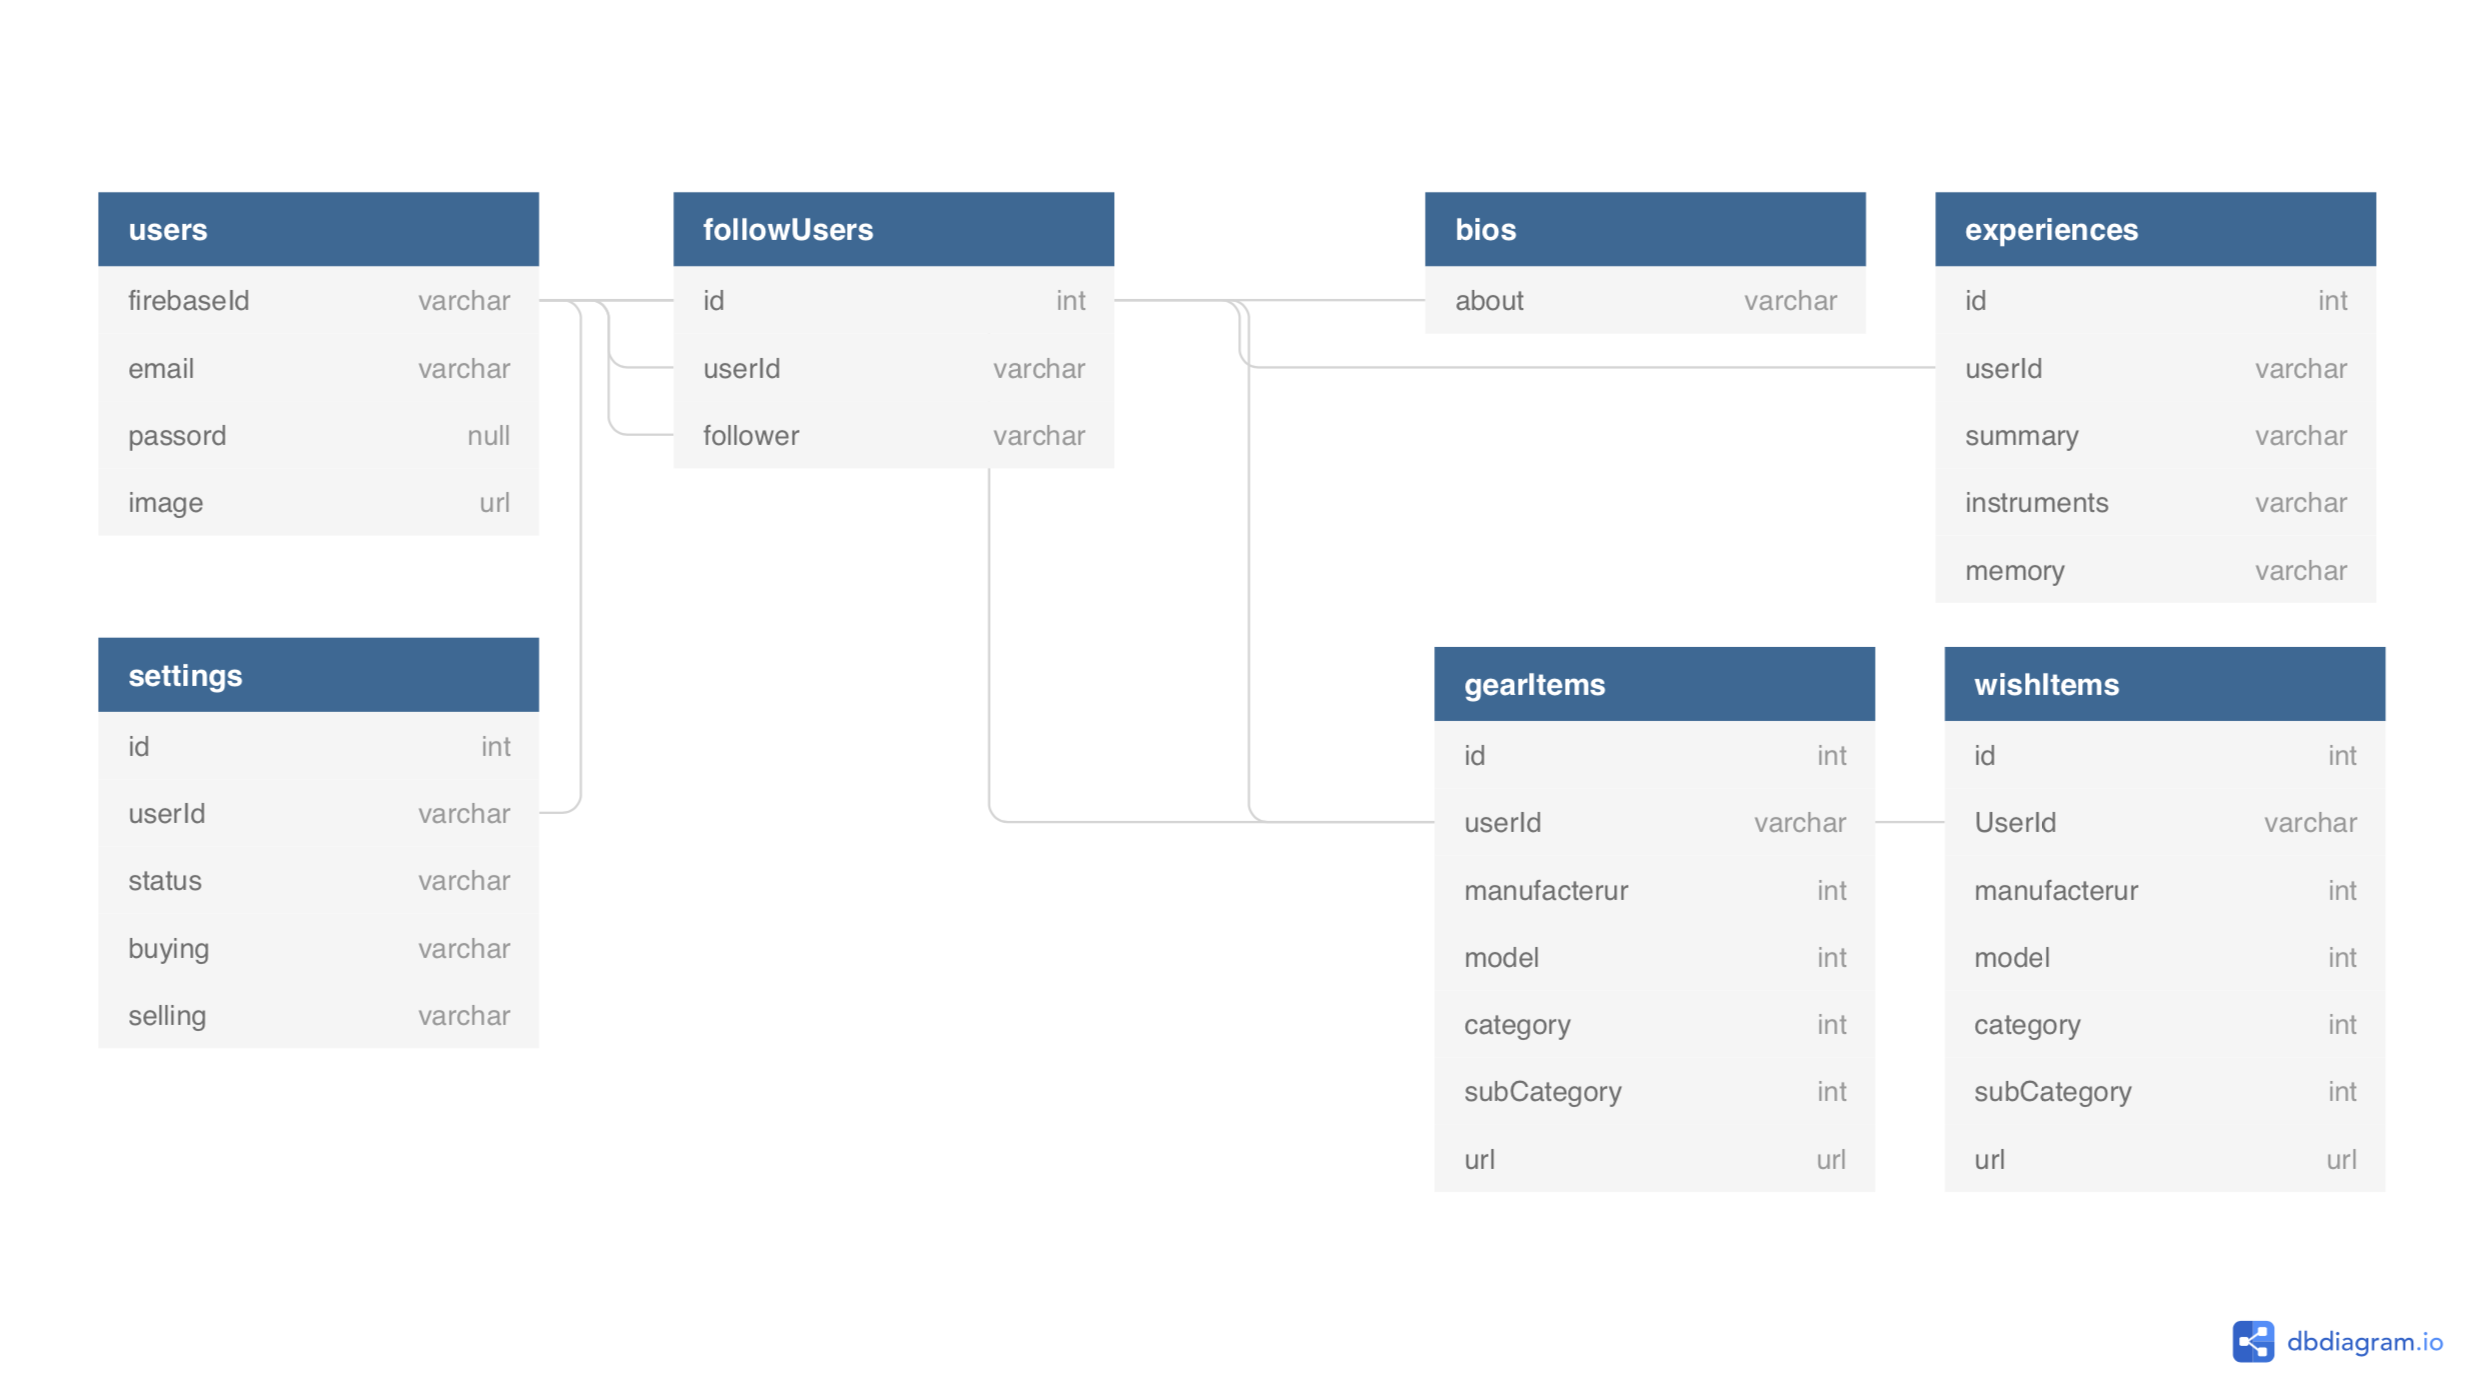 users
firebaseId varchar
email varchar
passord null
image url
followUsers
id int
userId varchar
follower varchar
bios
about varchar
experiences
id int
userId varchar
summary varchar
instruments varchar
memory varchar
settings
id int
userId varchar
status varchar
buying varchar
selling varchar
gearItems
id int
userId varchar
manufacterur int
model int
category int
subCategory int
url url
wishItems
id int
UserId varchar
manufacterur int
model int
category int
subCategory int
url url
dbdiagram.io